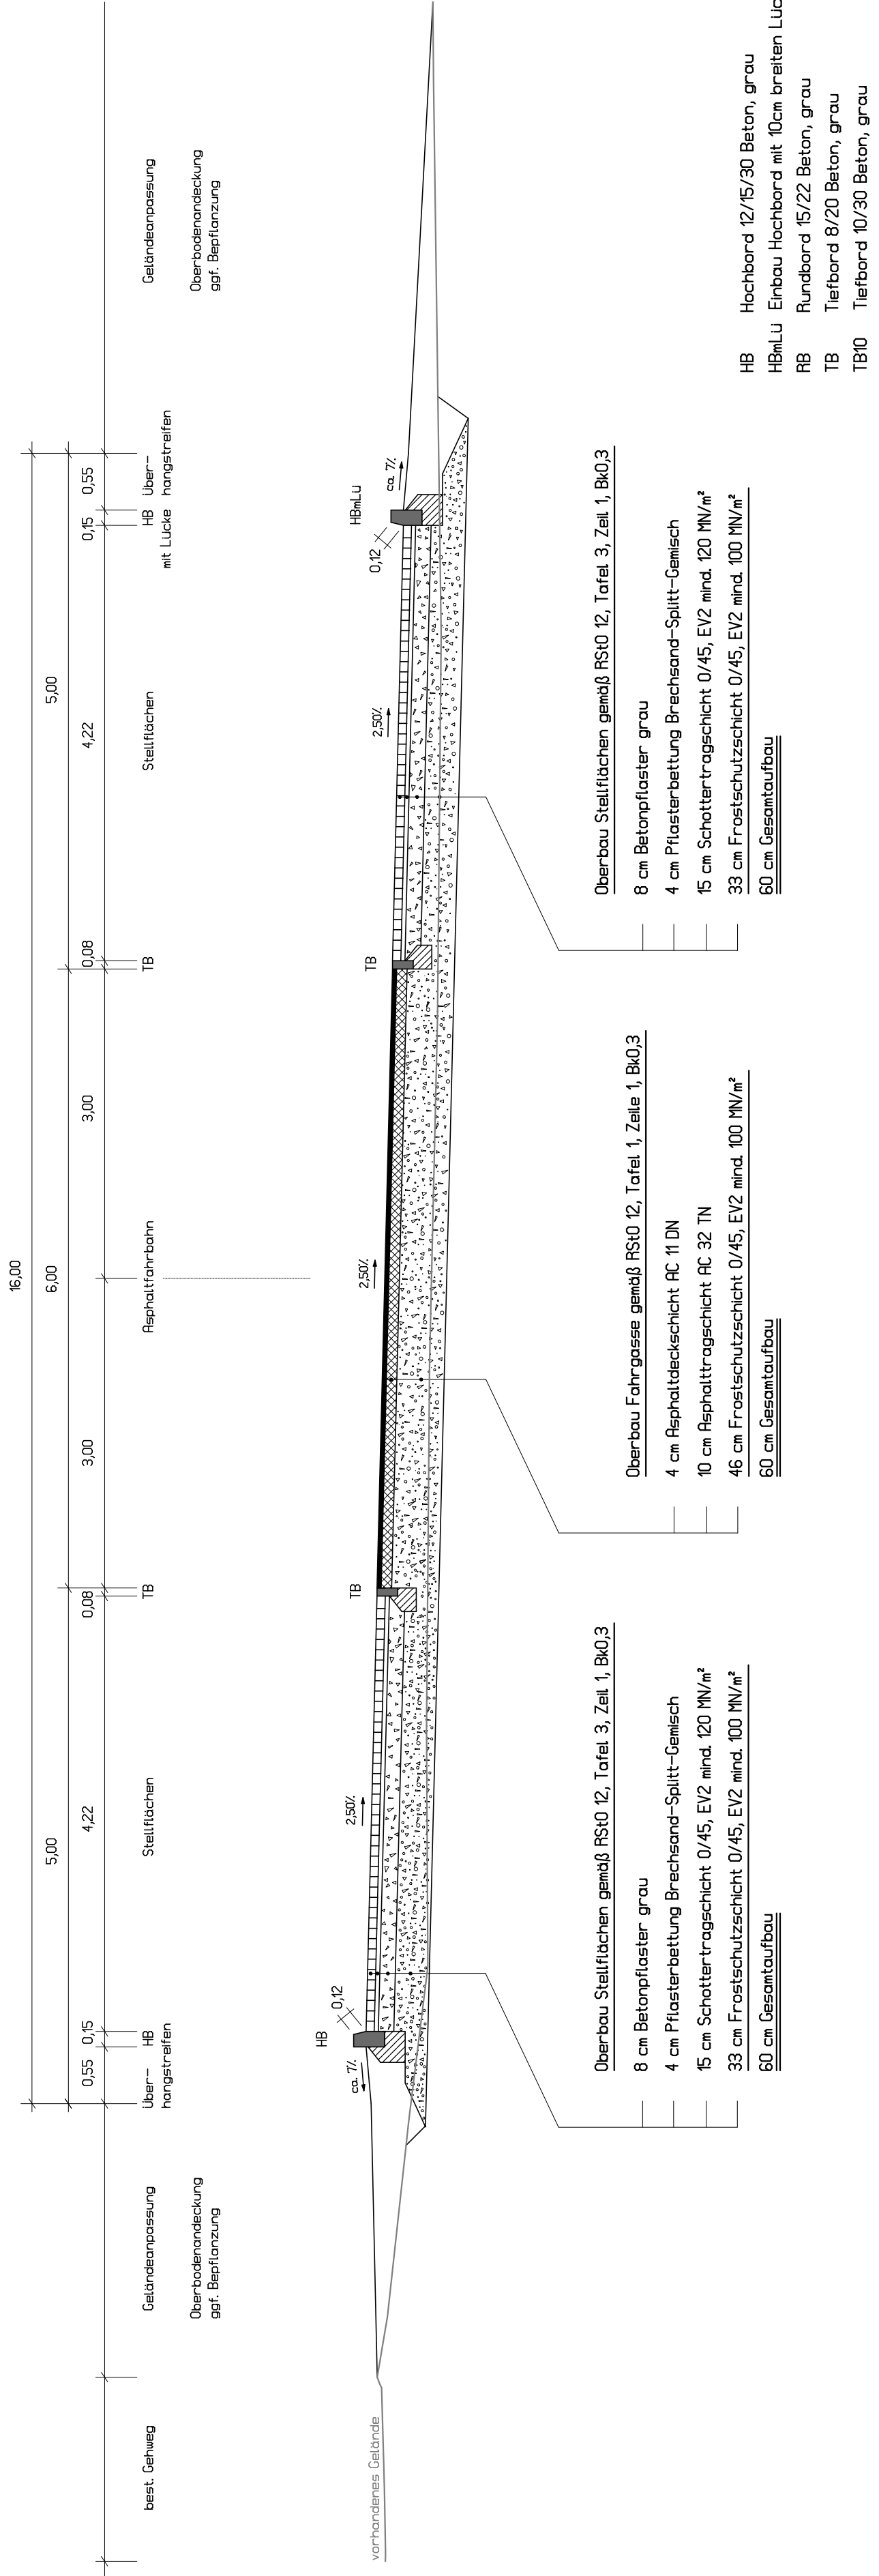 16,00
5,00
6,00
5,00
0,55
0,15
4,22
0,08
3,00
3,00
0,08
4,22
0,15
0,55
best. Gehweg
Geländeanpassung
Über-
hangstreifen
HB
Stellflächen
TB
Asphaltfahrbahn
TB
Stellflächen
HB
mit Lücke
Über-
hangstreifen
Geländeanpassung
Oberbodenandeckung
ggf. Bepflanzung
Oberbodenandeckung
ggf. Bepflanzung
vorhandenes Gelände
ca. 7%
HB
0,12
2,50%
TB
2,50%
TB
2,50%
0,12
HBmLü
ca. 7%
Oberbau Stellflächen gemäß RStO 12, Tafel 3, Zeil 1, Bk0,3
8 cm Betonpflaster grau
4 cm Pflasterbettung Brechsand-Splitt-Gemisch
15 cm Schottertragschicht 0/45, EV2 mind. 120 MN/m²
33 cm Frostschutzschicht 0/45, EV2 mind. 100 MN/m²
60 cm Gesamtaufbau
Oberbau Fahrgasse gemäß RStO 12, Tafel 1, Zeile 1, Bk0,3
4 cm Asphaltdeckschicht AC 11 DN
10 cm Asphalttragschicht AC 32 TN
46 cm Frostschutzschicht 0/45, EV2 mind. 100 MN/m²
60 cm Gesamtaufbau
Oberbau Stellflächen gemäß RStO 12, Tafel 3, Zeil 1, Bk0,3
8 cm Betonpflaster grau
4 cm Pflasterbettung Brechsand-Splitt-Gemisch
15 cm Schottertragschicht 0/45, EV2 mind. 120 MN/m²
33 cm Frostschutzschicht 0/45, EV2 mind. 100 MN/m²
60 cm Gesamtaufbau
HB Hochbord 12/15/30 Beton, grau
HBmLü Einbau Hochbord mit 10cm breiten Lüc
RB Rundbord 15/22 Beton, grau
TB Tiefbord 8/20 Beton, grau
TB10 Tiefbord 10/30 Beton, grau